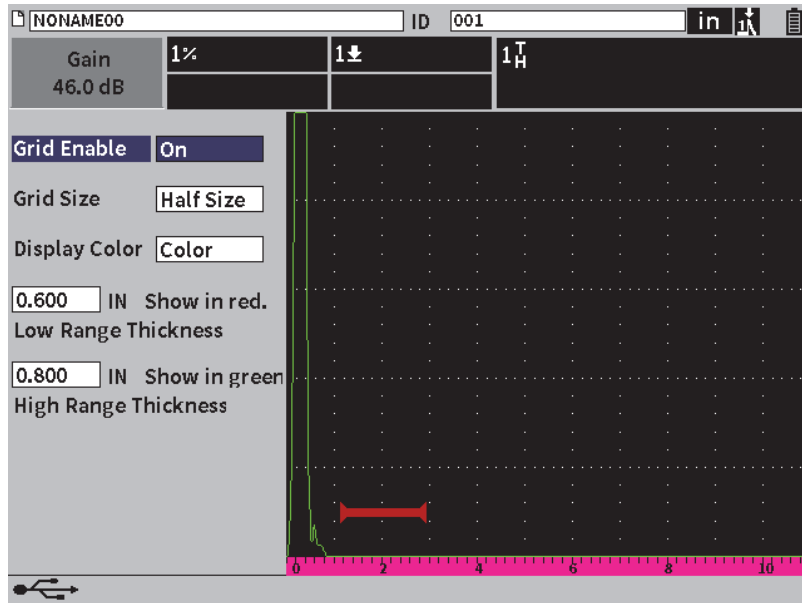 NONAME00 ID 001 in 1
Gain 1% 1 1 T H
46.0 dB
Grid Enable On
Grid Size Half Size
Display Color Color
0.600 IN Show in red.
Low Range Thickness
0.800 IN Show in green
High Range Thickness
0 2 4 6 8 10